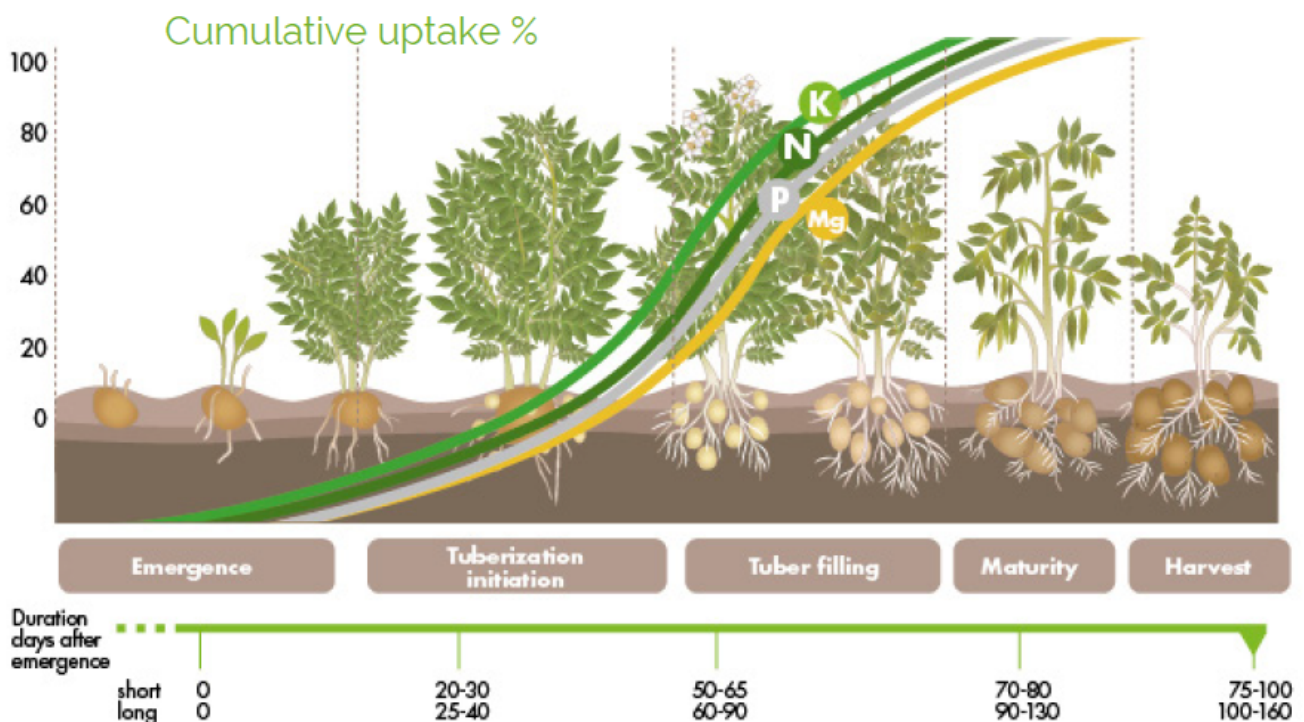 Cumulative uptake %
100
80
60
40
20
0
K
N
P
Mg
Emergence
Tuberization
initiation
Tuber filling
Maturity
Harvest
Duration
days after
emergence
short 0 20-30 50-65 70-80 75-100
long 0 25-40 60-90 90-130 100-160